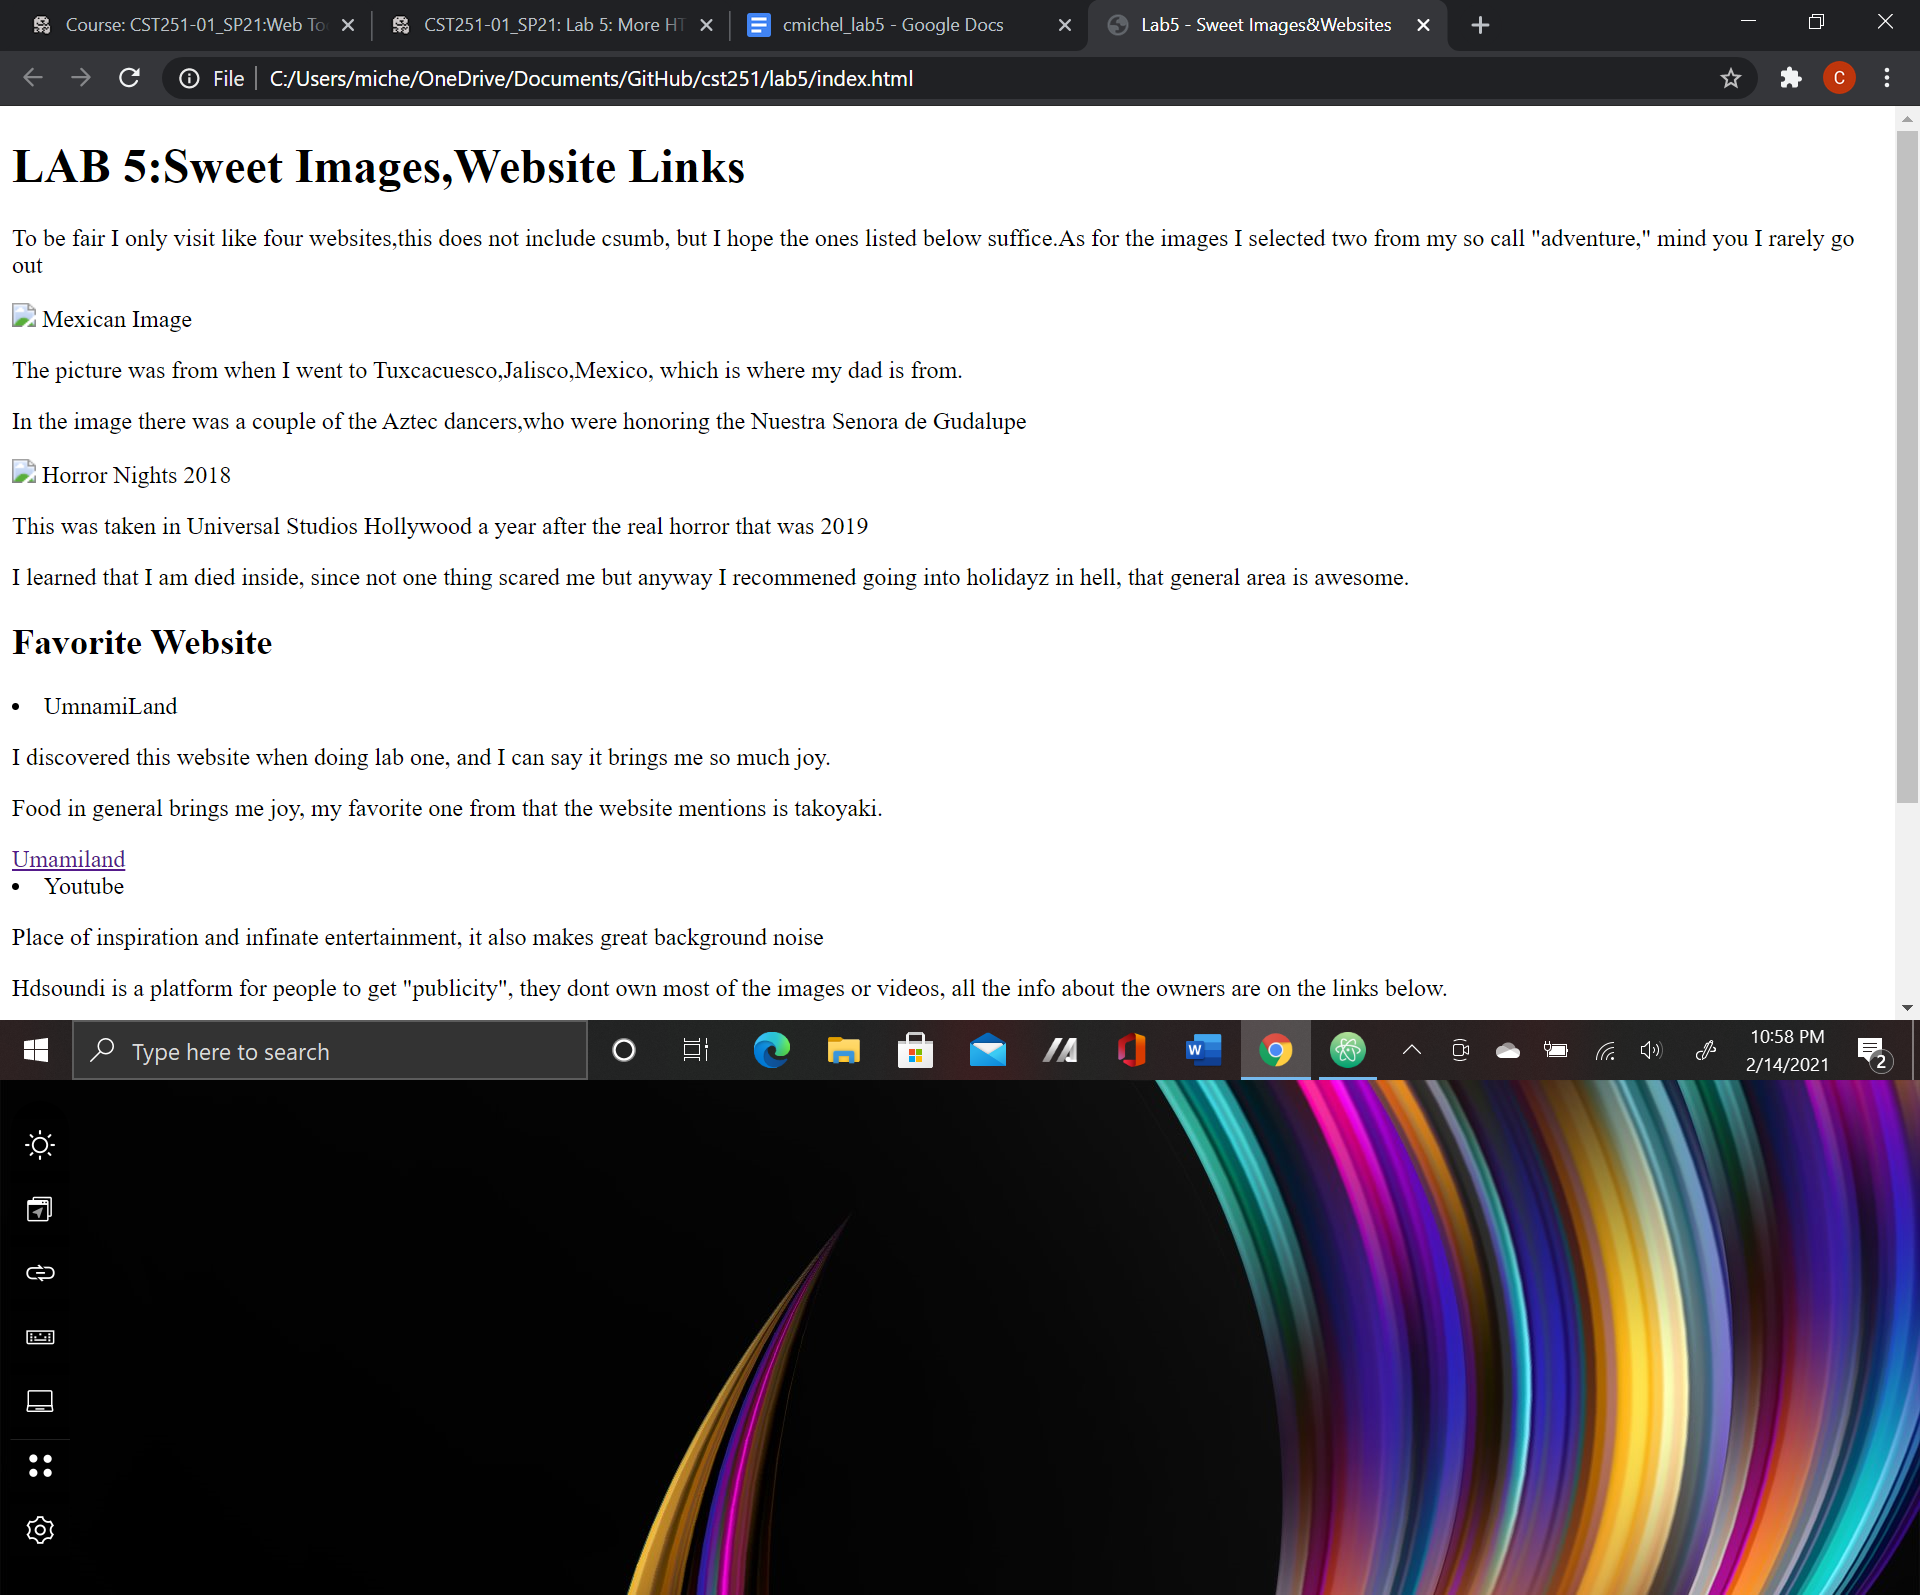 Course: CST251-01_SP21:Web To
CST251-01_SP21: Lab 5: More HT
cmichel_lab5 - Google Docs
Lab5 - Sweet Images&Websites
File
C:/Users/miche/OneDrive/Documents/GitHub/cst251/lab5/index.html
C
LAB 5:Sweet Images,Website Links
To be fair I only visit like four websites,this does not include csumb, but I hope the ones listed below suffice.As for the images I selected two from my so call "adventure," mind you I rarely go
out
Mexican Image
The picture was from when I went to Tuxcacuesco,Jalisco,Mexico, which is where my dad is from.
In the image there was a couple of the Aztec dancers,who were honoring the Nuestra Senora de Gudalupe
Horror Nights 2018
This was taken in Universal Studios Hollywood a year after the real horror that was 2019
I learned that I am died inside, since not one thing scared me but anyway I recommened going into holidayz in hell, that general area is awesome.
Favorite Website
• UmnamiLand
I discovered this website when doing lab one, and I can say it brings me so much joy.
Food in general brings me joy, my favorite one from that the website mentions is takoyaki.
Umamiland
• Youtube
Place of inspiration and infinate entertainment, it also makes great background noise
Hdsoundi is a platform for people to get "publicity", they dont own most of the images or videos, all the info about the owners are on the links below.
Type here to search
W
10:58 PM
2/14/2021
2